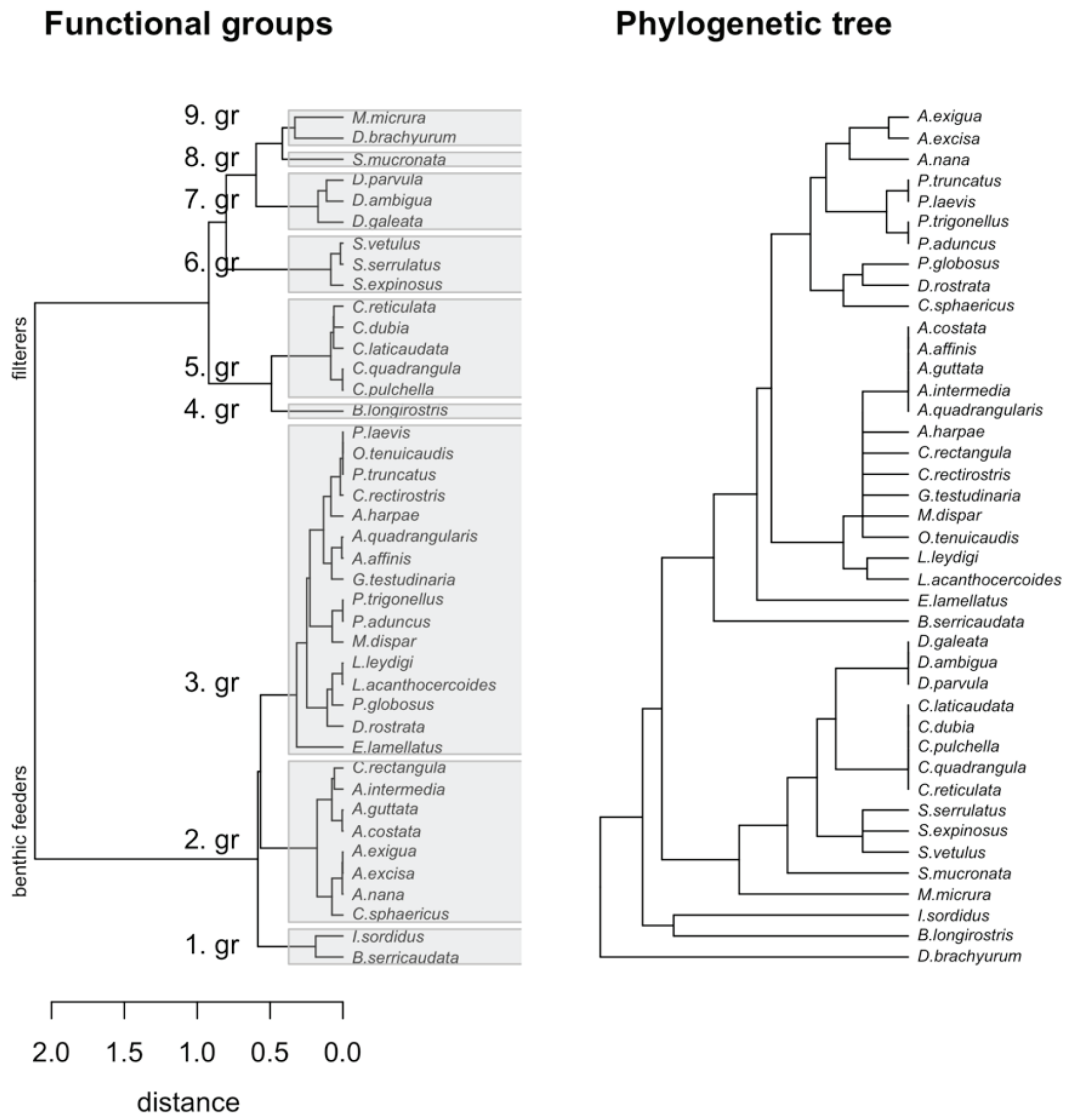 Functional groups
9. gr
M.micrura
D.brachyurum
8. gr
S.mucronata
7. gr
D.parvula
D.ambigua
D.galeata
6. gr
S.vetulus
S.serrulatus
S.expinosus
5. gr
C.reticulata
C.dubia
C.laticaudata
C.quadrangula
C.pulchella
4. gr
B.longirostris
3. gr
P.laevis
O.tenuicaudis
P.truncatus
C.rectirostris
A.harpae
A.quadrangularis
A.affinis
G.testudinaria
P.trigonellus
P.aduncus
M.dispar
L.leydigi
L.acanthocercoides
P.globosus
D.rostrata
E.lamellatus
2. gr
C.rectangula
A.intermedia
A.guttata
A.costata
A.exigua
A.excisa
A.nana
C.sphaericus
1. gr
I.sordidus
B.serricaudata
filterers
benthic feeders
2.0 1.5 1.0 0.5 0.0
distance
Phylogenetic tree
A.exigua
A.excisa
A.nana
P.truncatus
P.laevis
P.trigonellus
P.aduncus
P.globosus
D.rostrata
C.sphaericus
A.costata
A.affinis
A.guttata
A.intermedia
A.quadrangularis
A.harpae
C.rectangula
C.rectirostris
G.testudinaria
M.dispar
O.tenuicaudis
L.leydigi
L.acanthocercoides
E.lamellatus
B.serricaudata
D.galeata
D.ambigua
D.parvula
C.laticaudata
C.dubia
C.pulchella
C.quadrangula
C.reticulata
S.serrulatus
S.expinosus
S.vetulus
S.mucronata
M.micrura
I.sordidus
B.longirostris
D.brachyurum